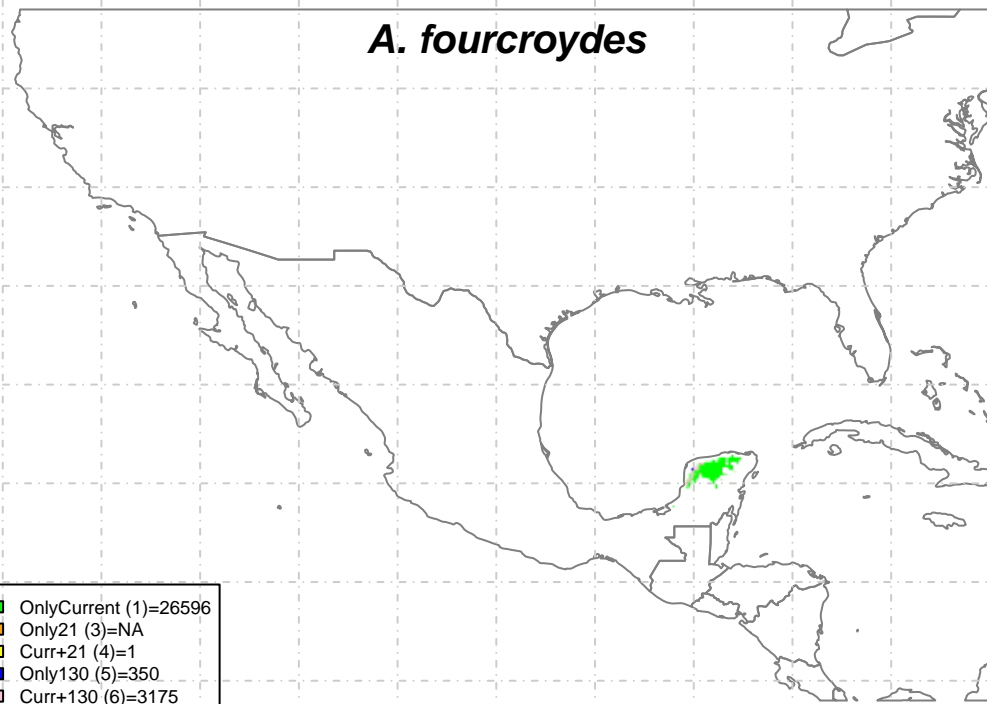 A. fourcroydes
OnlyCurrent (1)=26596
Only21 (3)=NA
Curr+21 (4)=1
Only130 (5)=350
Curr+130 (6)=3175